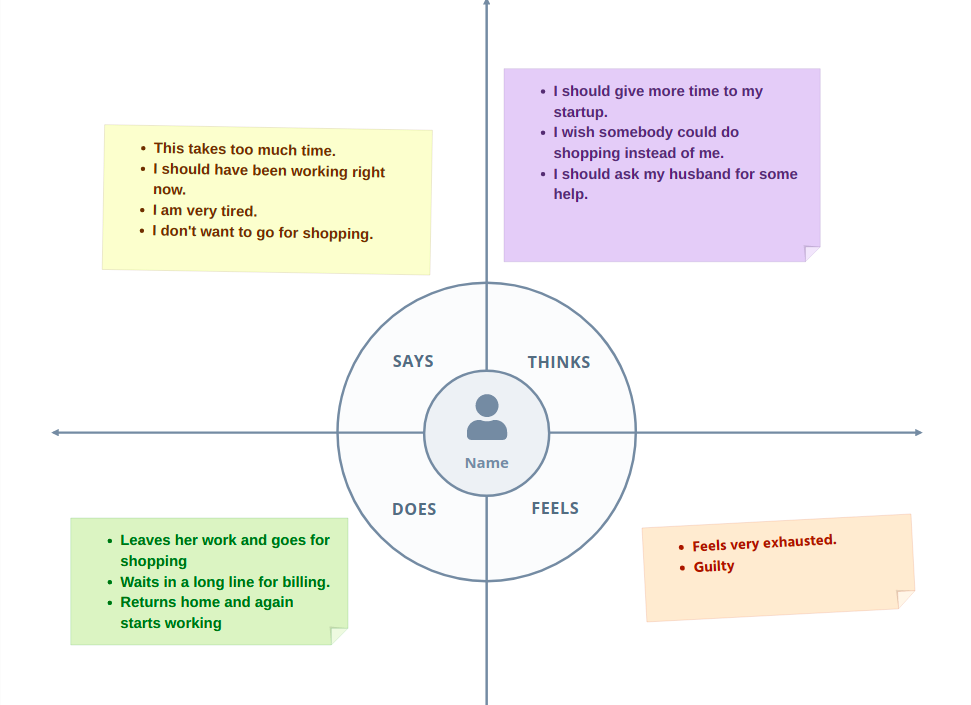 • This takes too much time.
• I should have been working right
now.
• I am very tired.
• I don't want to go for shopping.
• I should give more time to my
startup.
• I wish somebody could do
shopping instead of me.
• I should ask my husband for some
help.
SAYS
THINKS
Name
DOES
FEELS
• Leaves her work and goes for
shopping
• Waits in a long line for billing.
• Returns home and again
starts working
• Feels very exhausted.
• Guilty